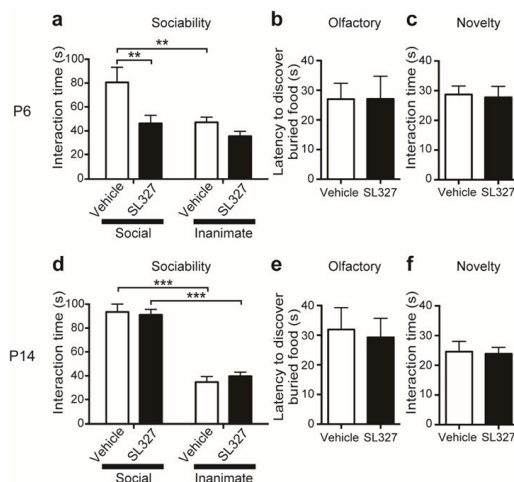 a
Sociability
**
**
Interaction time (s)
100
80
60
40
20
0
Vehicle
SL327
Vehicle
SL327
Social
Inanimate
b
Olfactory
Latency to discover
buried food (s)
40
30
20
10
0
Vehicle SL327
c
Novelty
Interaction time (s)
40
30
20
10
0
Vehicle SL327
P6
d
Sociability
***
***
Interaction time (s)
100
80
60
40
20
0
Vehicle
SL327
Vehicle
SL327
Social
Inanimate
e
Olfactory
Latency to discover
buried food (s)
40
30
20
10
0
Vehicle SL327
f
Novelty
Interaction time (s)
40
30
20
10
0
Vehicle SL327
P14